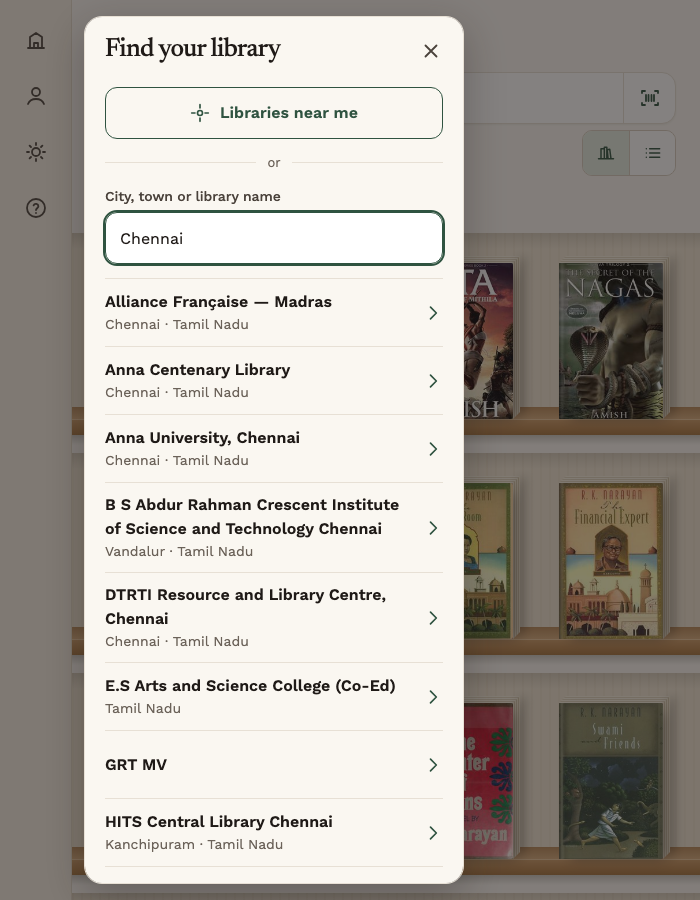 Find your library
Libraries near me
or
City, town or library name
Chennai
Alliance Française — Madras
Chennai · Tamil Nadu
Anna Centenary Library
Chennai · Tamil Nadu
Anna University, Chennai
Chennai · Tamil Nadu
B S Abdur Rahman Crescent Institute
of Science and Technology Chennai
Vandalur · Tamil Nadu
DTRTI Resource and Library Centre,
Chennai
Chennai · Tamil Nadu
E.S Arts and Science College (Co-Ed)
Tamil Nadu
GRT MV
HITS Central Library Chennai
Kanchipuram · Tamil Nadu
TA
ISH
THE SECRET OF THE
NAGAS
AMISH
R. K. NARAYAN
The
Financial Expert
R. K. NARAYAN
Swami
and Friends